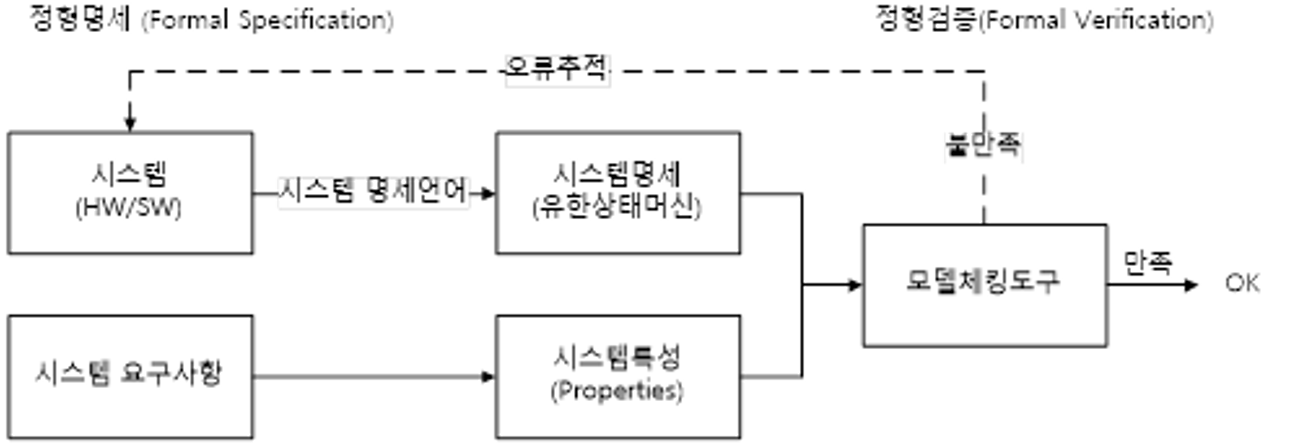 정형명세 (Formal Specification)
정형검증(Formal Verification)
오류추적
불만족
시스템
(HW/SW)
시스템 명세언어
시스템명세
(유한상태머신)
모델체킹도구
만족
OK
시스템 요구사항
시스템특성
(Properties)